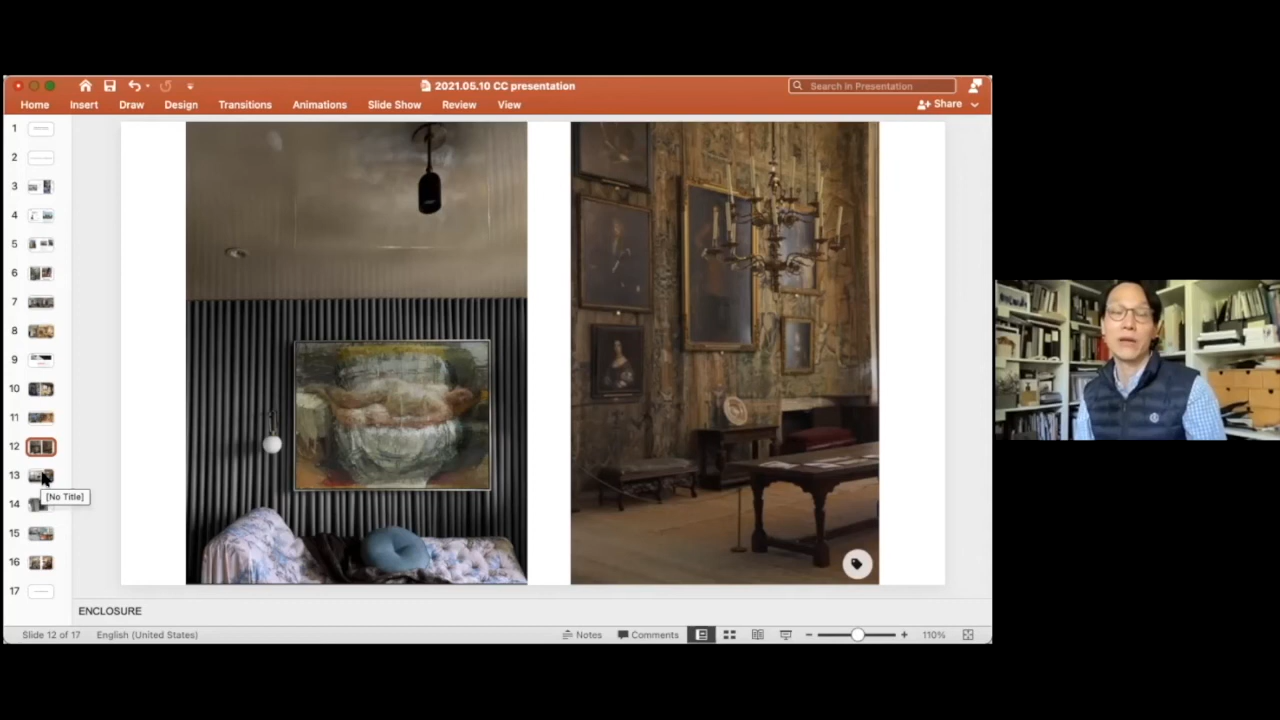 2021.05.10 CC presentation
Search in Presentation
Home Insert Draw Design Transitions Animations Slide Show Review View
Share
1
2
3
4
5
6
7
8
9
10
11
12
13
[No Title]
14
15
16
17
ENCLOSURE
Slide 12 of 17 English (United States) Notes Comments 110%